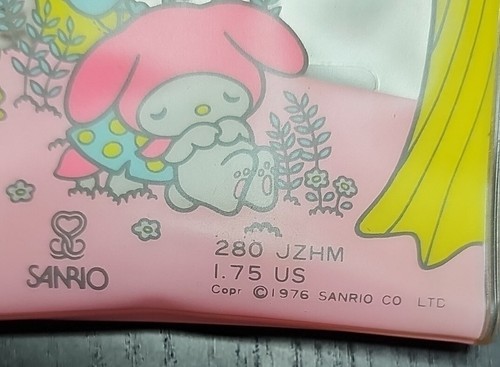 280 JZHM
SANRIO
1.75 US
Copr ©1976 SANRIO CO LTD